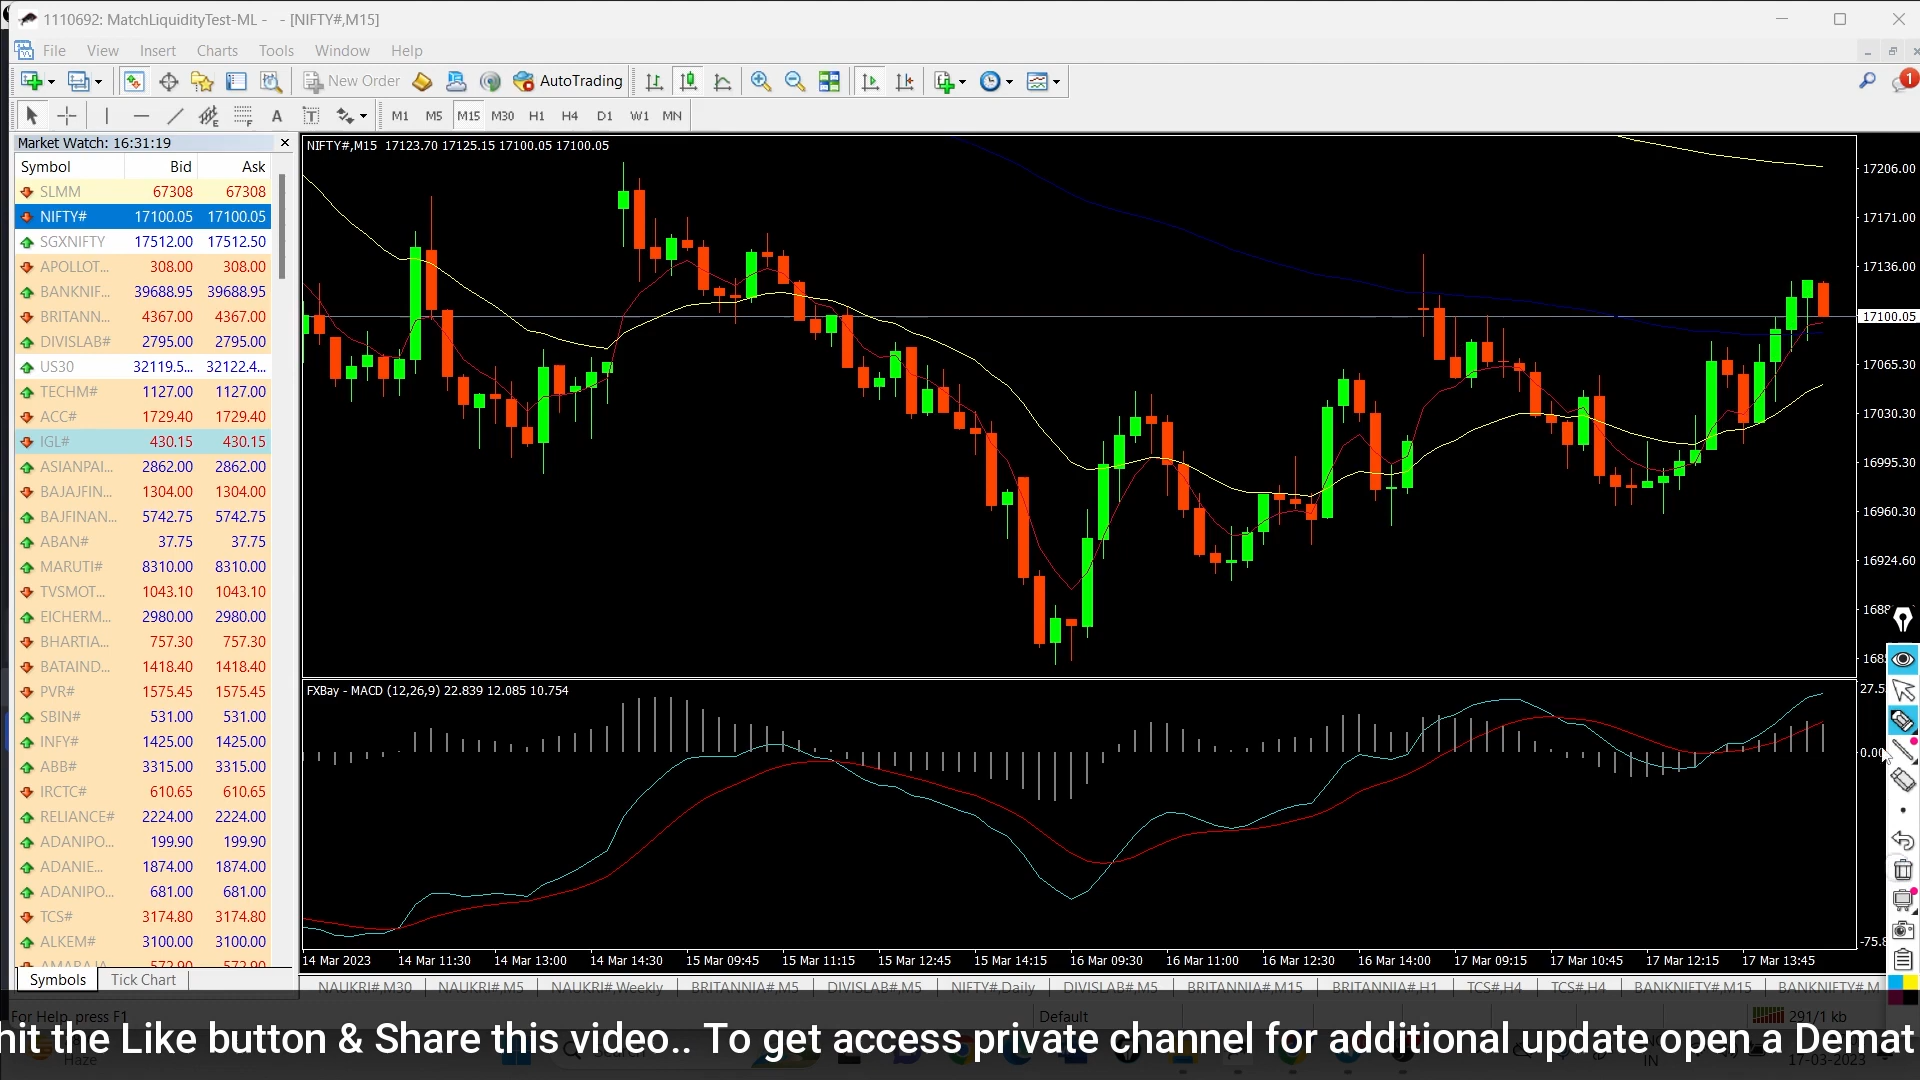 1110692: MatchLiquidityTest-ML - - [NIFTY#,M15]
File View Insert Charts Tools Window Help
New Order AutoTrading
A T M1 M5 M15 M30 H1 H4 D1 W1 MN
Market Watch: 16:31:19
Symbol Bid Ask
SLMM 67308 67308
NIFTY# 17100.05 17100.05
SGXNIFTY 17512.00 17512.50
APOLLOT... 308.00 308.00
BANKNIF... 39688.95 39688.95
BRITANN... 4367.00 4367.00
DIVISLAB# 2795.00 2795.00
US30 32119.5... 32122.4...
TECHM# 1127.00 1127.00
ACC# 1729.40 1729.40
IGL# 430.15 430.15
ASIANPAI... 2862.00 2862.00
BAJAJFIN... 1304.00 1304.00
BAJFINAN... 5742.75 5742.75
ABAN# 37.75 37.75
MARUTI# 8310.00 8310.00
TVSMOT... 1043.10 1043.10
EICHERM... 2980.00 2980.00
BHARTIA... 757.30 757.30
BATAIND... 1418.40 1418.40
PVR# 1575.45 1575.45
SBIN# 531.00 531.00
INFY# 1425.00 1425.00
ABB# 3315.00 3315.00
IRCTC# 610.65 610.65
RELIANCE# 2224.00 2224.00
ADANIPO... 199.90 199.90
ADANIE... 1874.00 1874.00
ADANIPO... 681.00 681.00
TCS# 3174.80 3174.80
ALKEM# 3100.00 3100.00
Symbols Tick Chart
NIFTY#,M15 17123.70 17125.15 17100.05 17100.05
17206.00
17171.00
17136.00
17100.05
17065.30
17030.30
16995.30
16960.30
16924.60
FXBay - MACD (12,26,9) 22.839 12.085 10.754
27.5
0.00
-75.8
14 Mar 2023 14 Mar 11:30 14 Mar 13:00 14 Mar 14:30 15 Mar 09:45 15 Mar 11:15 15 Mar 12:45 15 Mar 14:15 16 Mar 09:30 16 Mar 11:00 16 Mar 12:30 16 Mar 14:00 17 Mar 09:15 17 Mar 10:45 17 Mar 12:15 17 Mar 13:45
NAUKRI#,M30 NAUKRI#,M5 NAUKRI#,Weekly BRITANNIA#,M5 DIVISLAB#,M5 NIFTY#,Daily DIVISLAB#,M5 BRITANNIA#,M15 BRITANNIA#,H1 TCS#,H4 TCS#,H4 BANKNIFTY#,M15 BANKNIFTY#,M
For Help, press F1 Default 291/1 kb
hit the Like button & Share this video.. To get access private channel for additional update open a Demat
Haze IN 17-03-2023
1